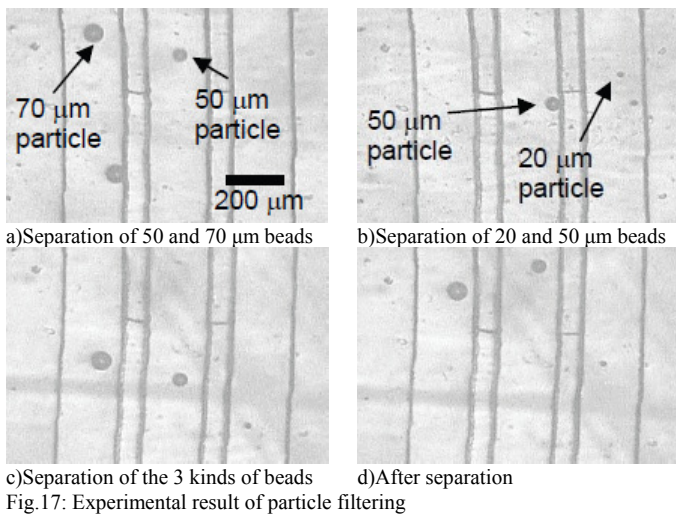 70 μm
particle
50 μm
particle
200 μm
50 μm
particle
20 μm
particle
a)Separation of 50 and 70 μm beads
b)Separation of 20 and 50 μm beads
c)Separation of the 3 kinds of beads
d)After separation
Fig.17: Experimental result of particle filtering